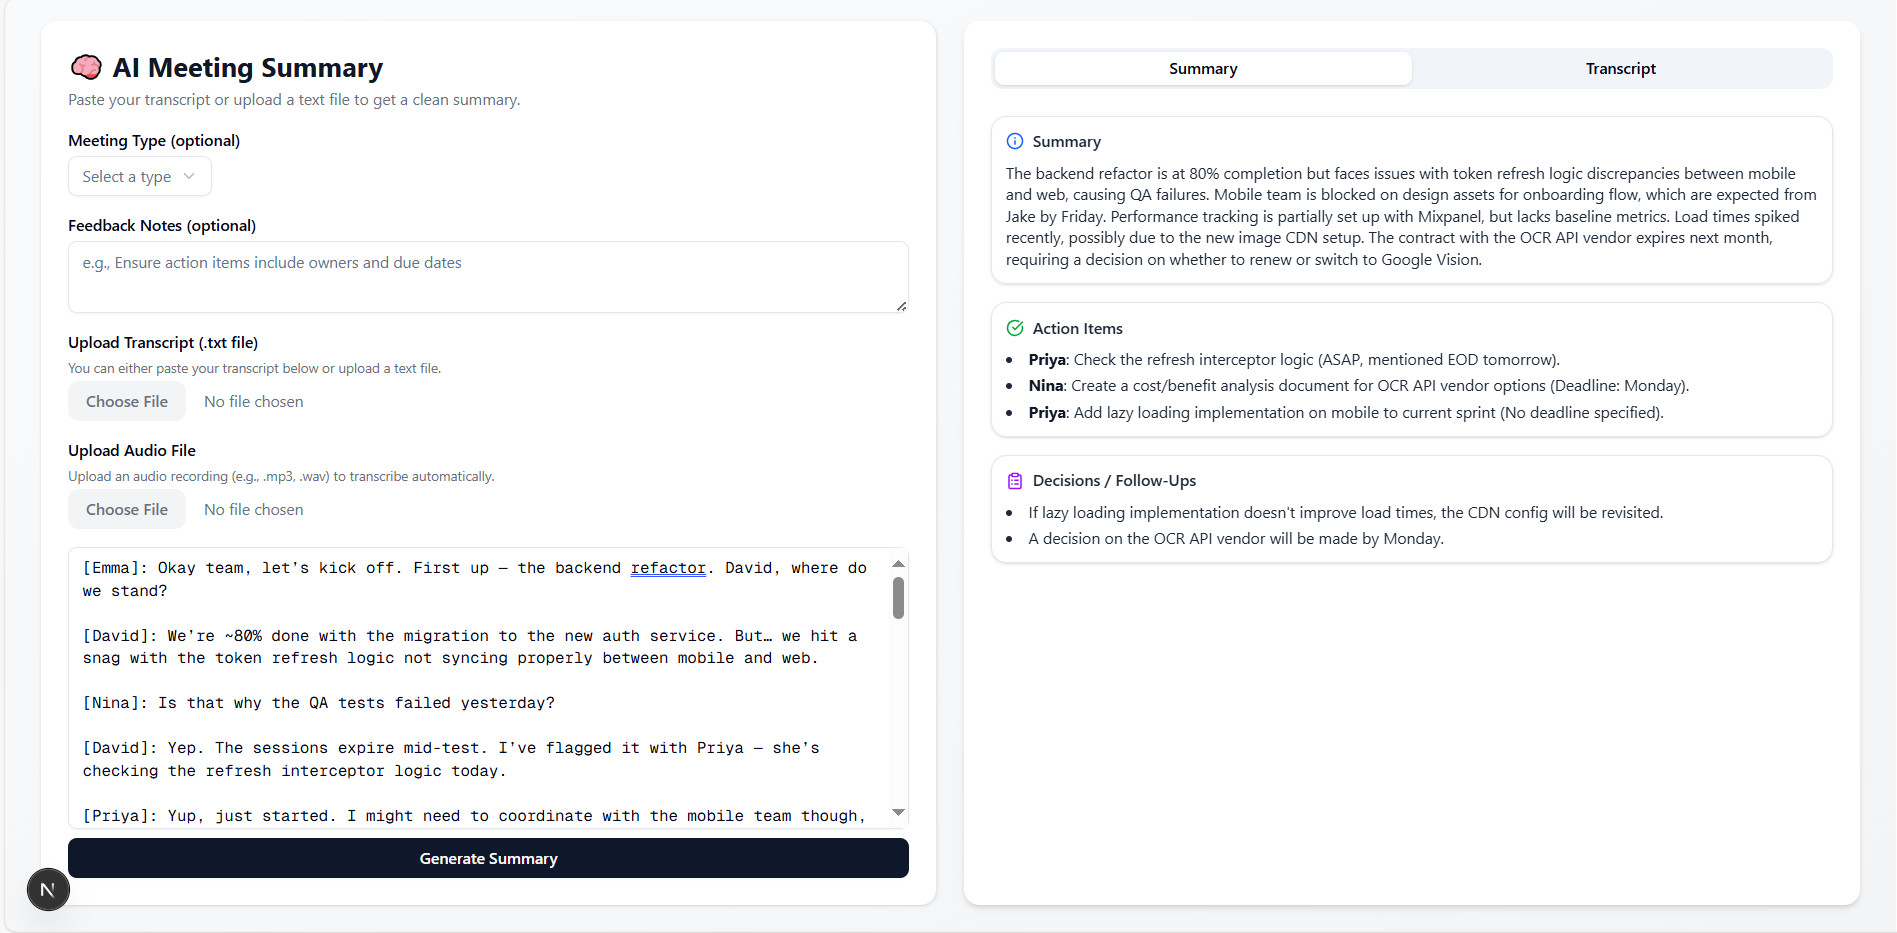 🧠 AI Meeting Summary
Paste your transcript or upload a text file to get a clean summary.
Meeting Type (optional)
Select a type
Feedback Notes (optional)
e.g., Ensure action items include owners and due dates
Upload Transcript (.txt file)
You can either paste your transcript below or upload a text file.
Choose File No file chosen
Upload Audio File
Upload an audio recording (e.g., .mp3, .wav) to transcribe automatically.
Choose File No file chosen
[Emma]: Okay team, let’s kick off. First up — the backend refactor. David, where do
we stand?
[David]: We’re ~80% done with the migration to the new auth service. But… we hit a
snag with the token refresh logic not syncing properly between mobile and web.
[Nina]: Is that why the QA tests failed yesterday?
[David]: Yep. The sessions expire mid-test. I’ve flagged it with Priya — she’s
checking the refresh interceptor logic today.
[Priya]: Yup, just started. I might need to coordinate with the mobile team though,
Generate Summary
N
Summary Transcript
Summary
The backend refactor is at 80% completion but faces issues with token refresh logic discrepancies between mobile
and web, causing QA failures. Mobile team is blocked on design assets for onboarding flow, which are expected from
Jake by Friday. Performance tracking is partially set up with Mixpanel, but lacks baseline metrics. Load times spiked
recently, possibly due to the new image CDN setup. The contract with the OCR API vendor expires next month,
requiring a decision on whether to renew or switch to Google Vision.
Action Items
• Priya: Check the refresh interceptor logic (ASAP, mentioned EOD tomorrow).
• Nina: Create a cost/benefit analysis document for OCR API vendor options (Deadline: Monday).
• Priya: Add lazy loading implementation on mobile to current sprint (No deadline specified).
Decisions / Follow-Ups
• If lazy loading implementation doesn't improve load times, the CDN config will be revisited.
• A decision on the OCR API vendor will be made by Monday.